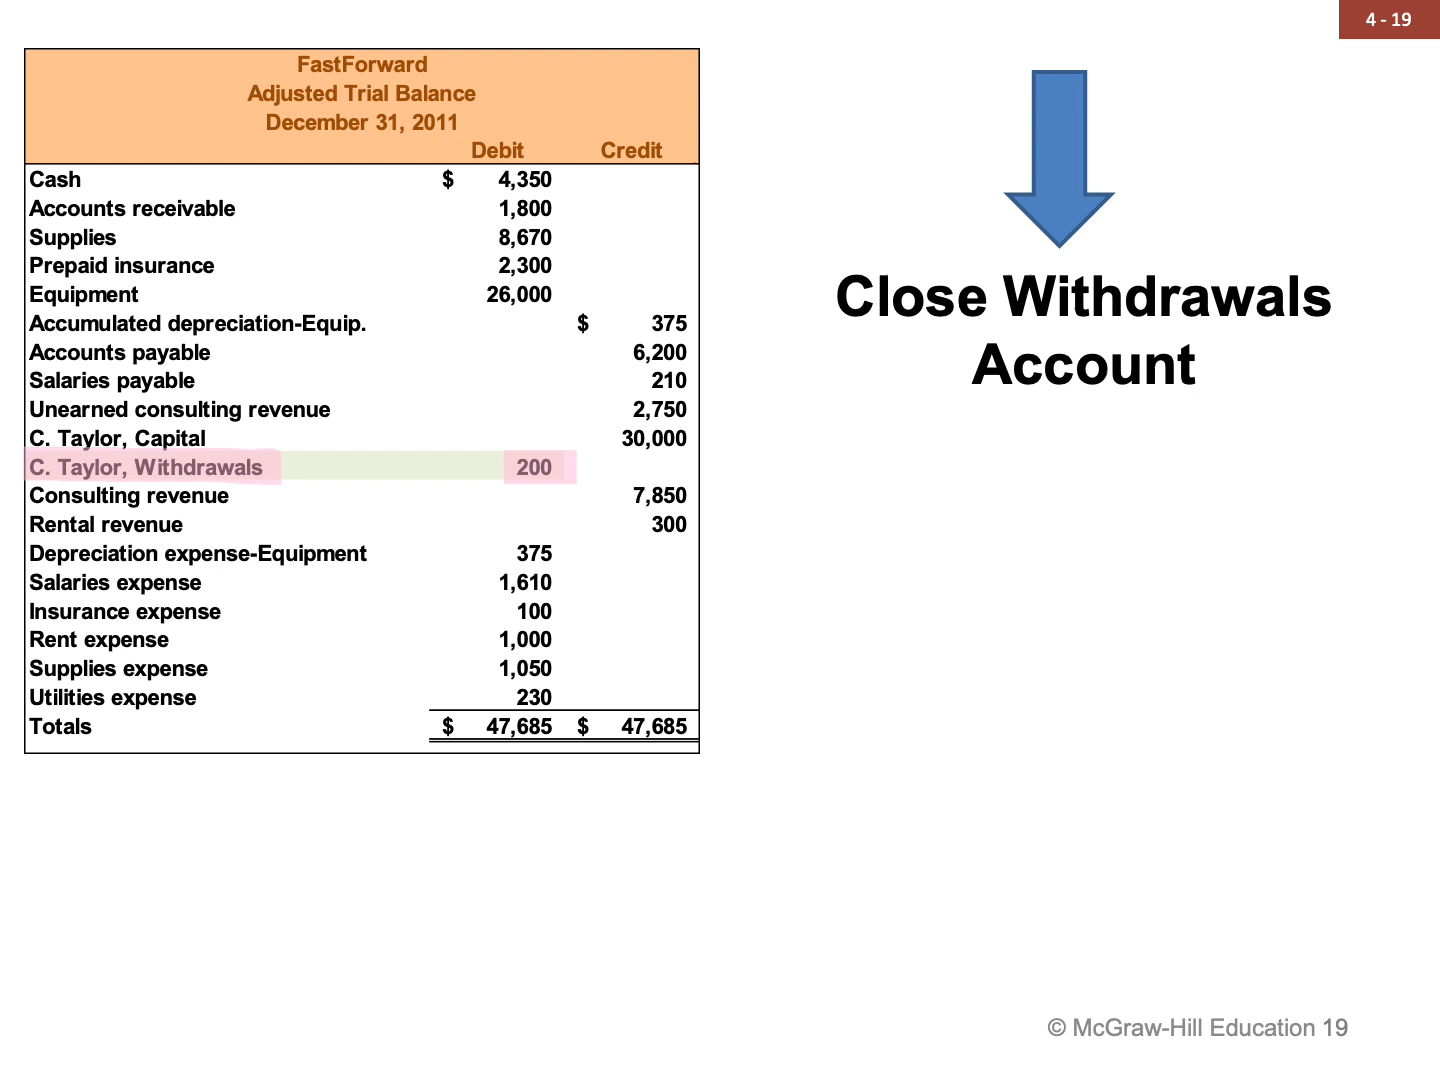 4 - 19
FastForward
Adjusted Trial Balance
December 31, 2011
Debit Credit
Cash $ 4,350
Accounts receivable 1,800
Supplies 8,670
Prepaid insurance 2,300
Equipment 26,000
Accumulated depreciation-Equip. $ 375
Accounts payable 6,200
Salaries payable 210
Unearned consulting revenue 2,750
C. Taylor, Capital 30,000
C. Taylor, Withdrawals 200
Consulting revenue 7,850
Rental revenue 300
Depreciation expense-Equipment 375
Salaries expense 1,610
Insurance expense 100
Rent expense 1,000
Supplies expense 1,050
Utilities expense 230
Totals $ 47,685 $ 47,685
Close Withdrawals
Account
© McGraw-Hill Education 19